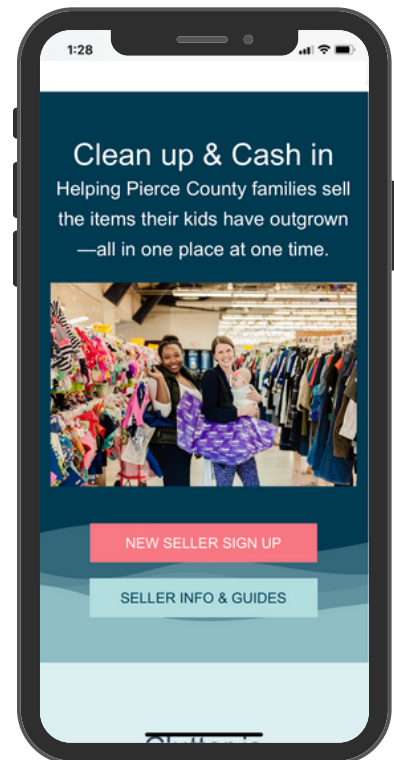 1:28
Clean up & Cash in
Helping Pierce County families sell
the items their kids have outgrown
—all in one place at one time.
NEW SELLER SIGN UP
SELLER INFO & GUIDES